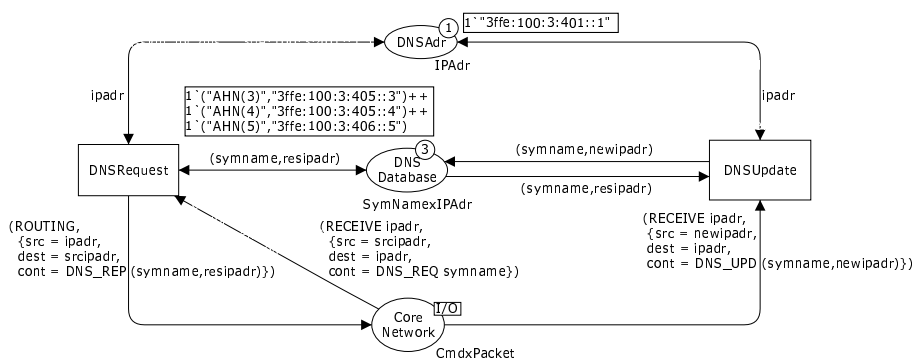 1
1`"3ffe:100:3:401::1"
DNSAdr
IPAdr
ipadr
ipadr
1`("AHN(3)","3ffe:100:3:405::3")++
1`("AHN(4)","3ffe:100:3:405::4")++
1`("AHN(5)","3ffe:100:3:406::5")
3
DNSRequest
(symname,resipadr)
DNS
Database
(symname,newipadr)
(symname,resipadr)
DNSUpdate
SymNamexIPAdr
(ROUTING,
{src = ipadr,
dest = srcipadr,
cont = DNS_REP (symname,resipadr)})
(RECEIVE ipadr,
{src = srcipadr,
dest = ipadr,
cont = DNS_REQ symname})
(RECEIVE ipadr,
{src = newipadr,
dest = ipadr,
cont = DNS_UPD (symname,newipadr)})
I/O
Core
Network
CmdxPacket